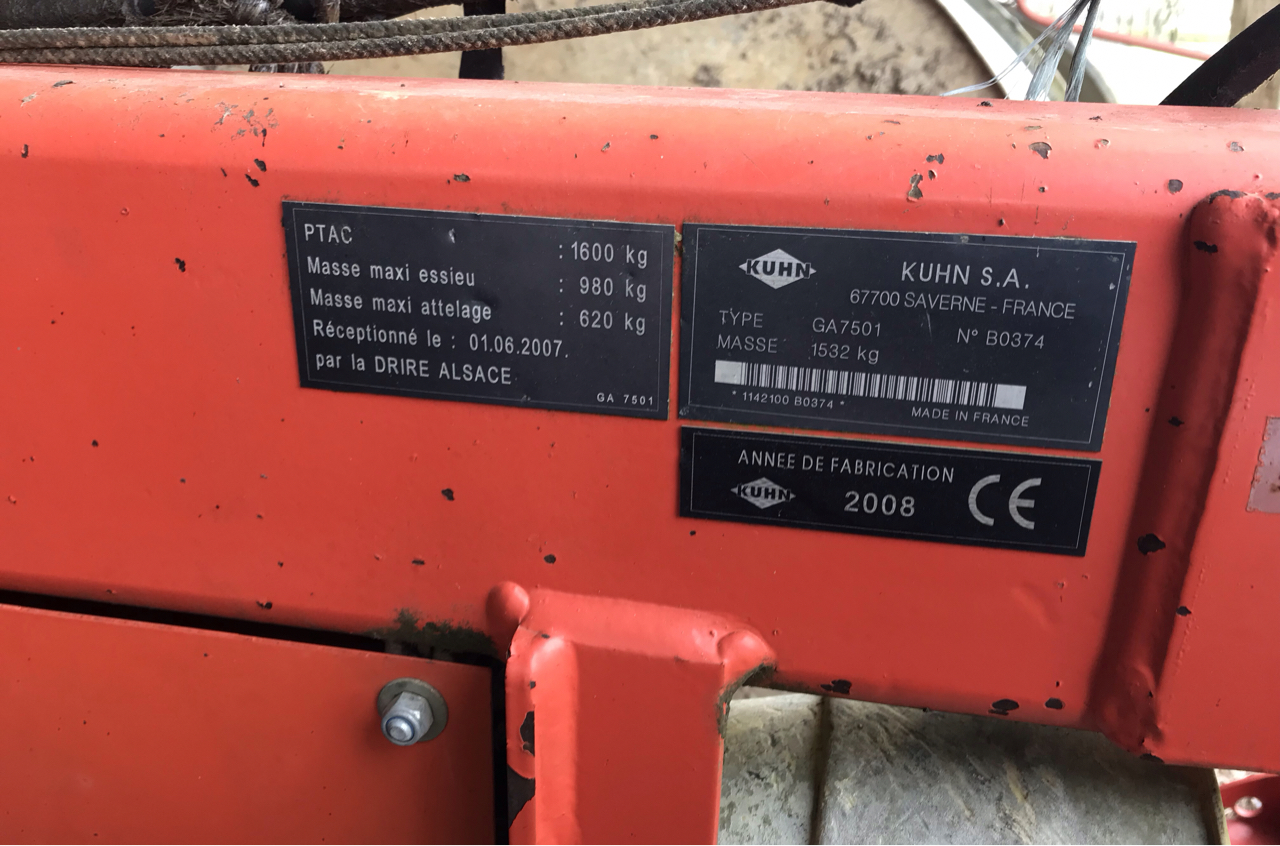 PTAC : 1600 kg
Masse maxi essieu : 980 kg
Masse maxi attelage : 620 kg
Réceptionné le : 01.06.2007.
par la DRIRE ALSACE
GA 7501
KUHN
KUHN S.A.
67700 SAVERNE - FRANCE
TYPE GA7501 N° B0374
MASSE 1532 kg
* 1142100 B0374 *
MADE IN FRANCE
ANNEE DE FABRICATION
KUHN 2008 CE